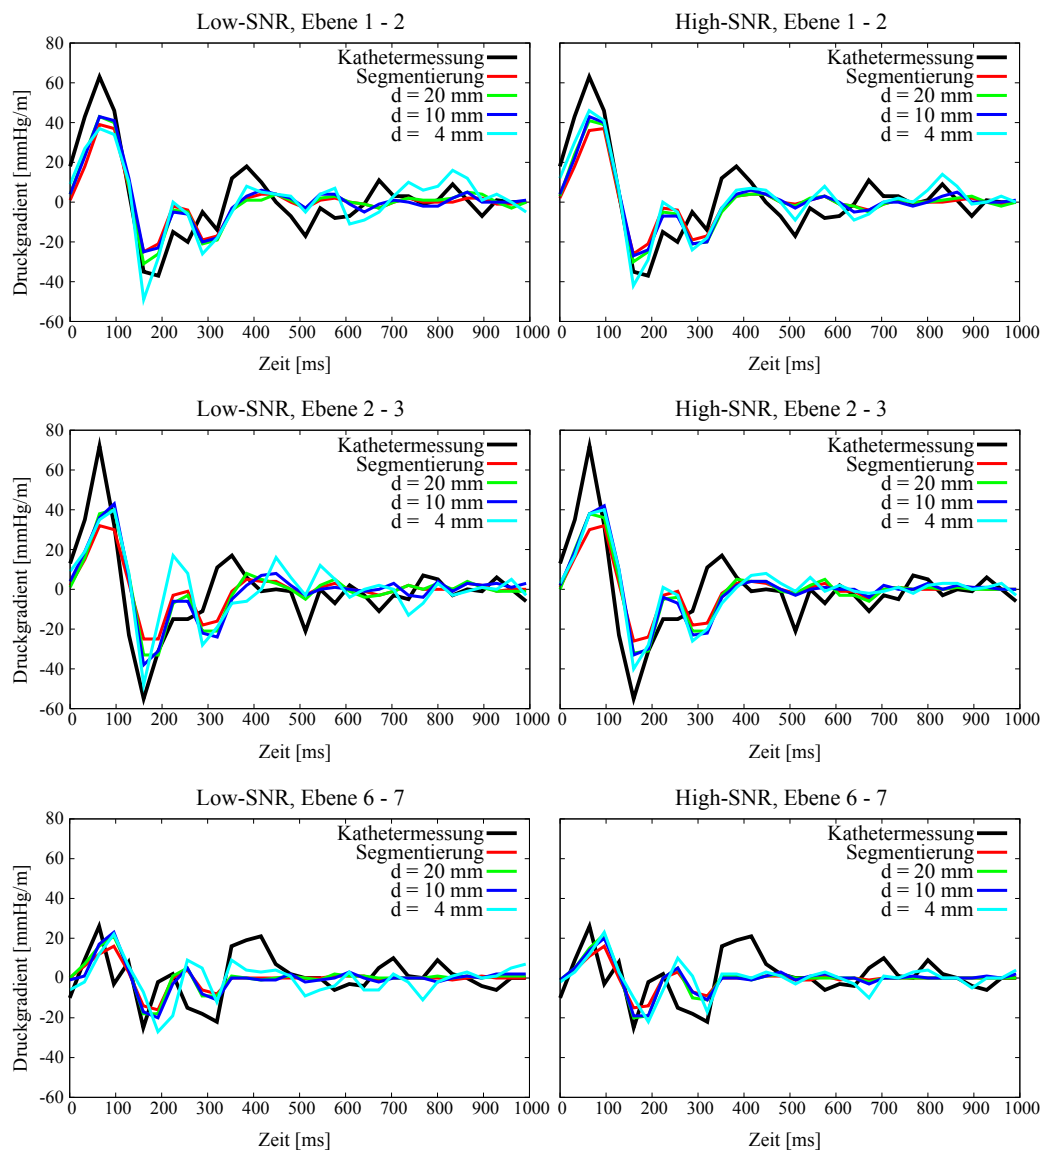 Low-SNR, Ebene 1 - 2
80
60
40
20
0
-20
-40
-60
0 100 200 300 400 500 600 700 800 900 1000
Druckgradient [mmHg/m]
Zeit [ms]
Kathetermessung
Segmentierung
d = 20 mm
d = 10 mm
d = 4 mm
High-SNR, Ebene 1 - 2
0 100 200 300 400 500 600 700 800 900 1000
Zeit [ms]
Kathetermessung
Segmentierung
d = 20 mm
d = 10 mm
d = 4 mm
Low-SNR, Ebene 2 - 3
80
60
40
20
0
-20
-40
-60
0 100 200 300 400 500 600 700 800 900 1000
Druckgradient [mmHg/m]
Zeit [ms]
Kathetermessung
Segmentierung
d = 20 mm
d = 10 mm
d = 4 mm
High-SNR, Ebene 2 - 3
0 100 200 300 400 500 600 700 800 900 1000
Zeit [ms]
Kathetermessung
Segmentierung
d = 20 mm
d = 10 mm
d = 4 mm
Low-SNR, Ebene 6 - 7
80
60
40
20
0
-20
-40
-60
0 100 200 300 400 500 600 700 800 900 1000
Druckgradient [mmHg/m]
Zeit [ms]
Kathetermessung
Segmentierung
d = 20 mm
d = 10 mm
d = 4 mm
High-SNR, Ebene 6 - 7
0 100 200 300 400 500 600 700 800 900 1000
Zeit [ms]
Kathetermessung
Segmentierung
d = 20 mm
d = 10 mm
d = 4 mm